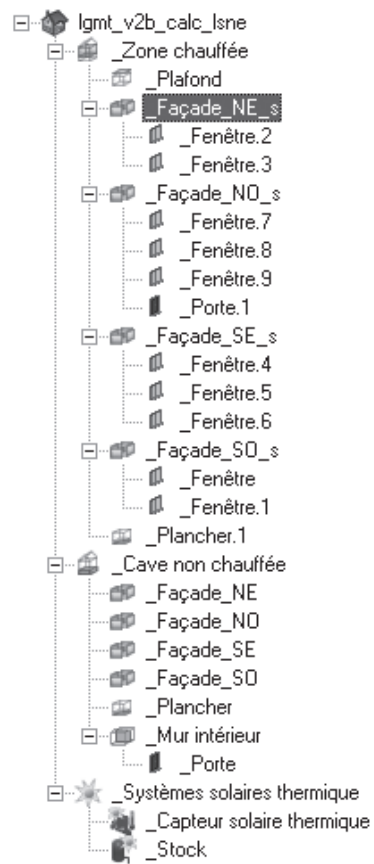 lgmt_v2b_calc_lsne
_Zone chauffée
_Plafond
_Façade_NE_s
_Fenêtre.2
_Fenêtre.3
_Façade_NO_s
_Fenêtre.7
_Fenêtre.8
_Fenêtre.9
_Porte.1
_Façade_SE_s
_Fenêtre.4
_Fenêtre.5
_Fenêtre.6
_Façade_SO_s
_Fenêtre
_Fenêtre.1
_Plancher.1
_Cave non chauffée
_Façade_NE
_Façade_NO
_Façade_SE
_Façade_SO
_Plancher
_Mur intérieur
_Porte
_Systèmes solaires thermique
_Capteur solaire thermique
_Stock